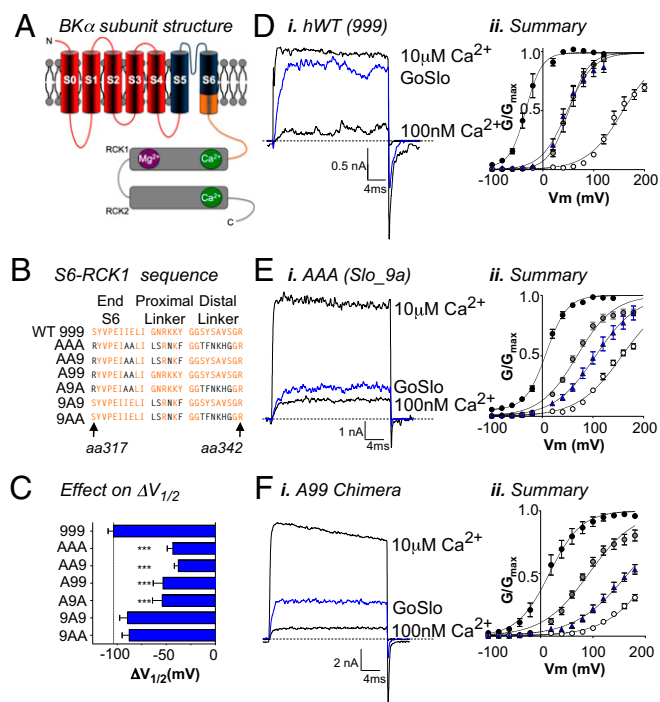 A BKα subunit structure
N
S0 S1 S2 S3 S4 S5 S6
RCK1 Mg²⁺ Ca²⁺
RCK2 Ca²⁺
C
B S6-RCK1 sequence
End Proximal Distal
S6 Linker Linker
WT 999 SYVPEIIELI GNRKKY GGSYSAVSGR
AAA RYVPEIAALI LSRNKF GGTFNKHGGR
AA9 RYVPEIAALI LSRNKF GGSYSAVSGR
A99 RYVPEIAALI GNRKKY GGSYSAVSGR
A9A RYVPEIAALI GNRKKY GGTFNKHGGR
9A9 SYVPEIIELI LSRNKF GGSYSAVSGR
9AA SYVPEIIELI LSRNKF GGTFNKHGGR
aa317 aa342
C Effect on ΔV1/2
999
AAA ***
AA9 ***
A99 ***
A9A ***
9A9
9AA
-100 -50 0
ΔV1/2(mV)
D i. hWT (999)
10µM Ca²⁺
GoSlo
100nM Ca²⁺
0.5 nA
4ms
ii. Summary
G/Gmax
1.0
0.5
-100 0 100 200
Vm (mV)
E i. AAA (Slo_9a)
10µM Ca²⁺
GoSlo
100nM Ca²⁺
1 nA
4ms
ii. Summary
G/Gmax
1.0
0.5
-100 0 100 200
Vm (mV)
F i. A99 Chimera
10µM Ca²⁺
GoSlo
100nM Ca²⁺
2 nA
4ms
ii. Summary
G/Gmax
1.0
0.5
-100 0 100 200
Vm (mV)